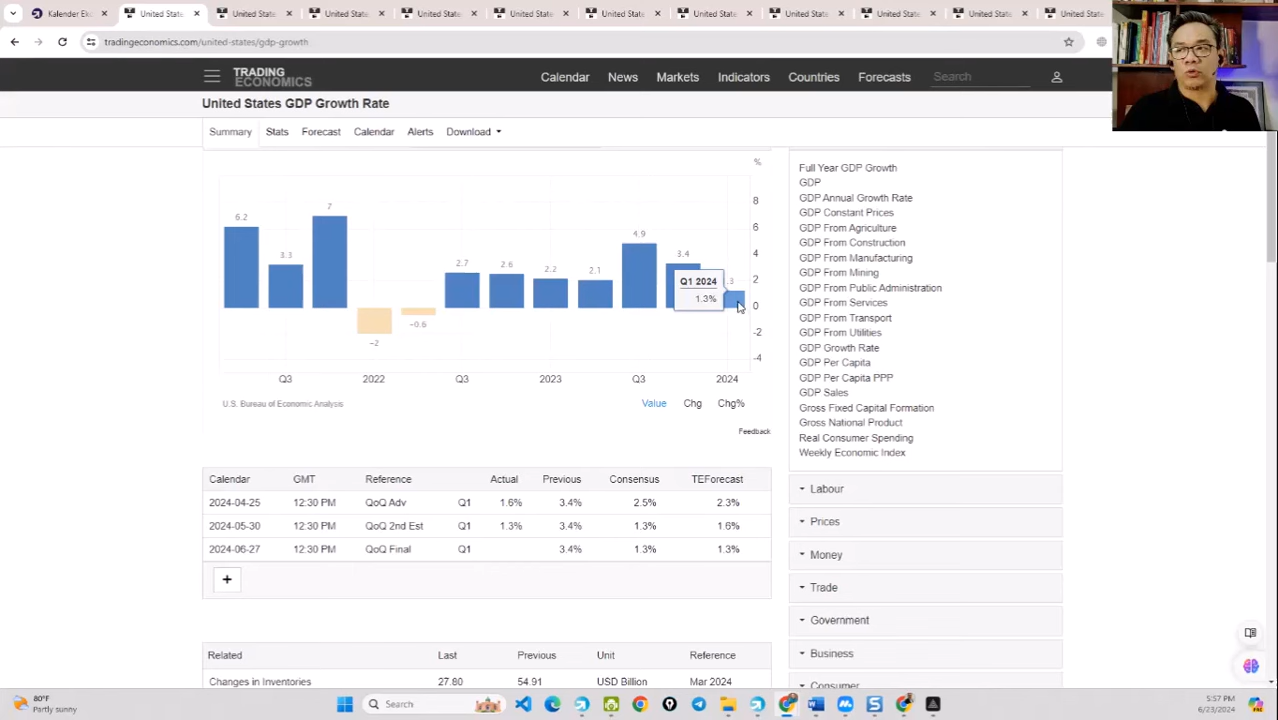 Kalender Ek
United States
United States
United States
United States
United States
United States
United States
United States
United States
United States
United States
tradingeconomics.com/united-states/gdp-growth
TRADING
ECONOMICS
Calendar News Markets Indicators Countries Forecasts Search
United States GDP Growth Rate
Summary Stats Forecast Calendar Alerts Download
%
8
6
4
2
0
-2
-4
6.2
3.3
7
-2
-0.6
2.7
2.6
2.2
2.1
4.9
3.4
.3
Q1 2024
1.3%
Q3 2022 Q3 2023 Q3 2024
U.S. Bureau of Economic Analysis
Value Chg Chg%
Feedback
Calendar GMT Reference Actual Previous Consensus TEForecast
2024-04-25 12:30 PM QoQ Adv Q1 1.6% 3.4% 2.5% 2.3%
2024-05-30 12:30 PM QoQ 2nd Est Q1 1.3% 3.4% 1.3% 1.6%
2024-06-27 12:30 PM QoQ Final Q1 3.4% 1.3% 1.3%
+
Related Last Previous Unit Reference
Changes in Inventories 27.80 54.91 USD Billion Mar 2024
Full Year GDP Growth
GDP
GDP Annual Growth Rate
GDP Constant Prices
GDP From Agriculture
GDP From Construction
GDP From Manufacturing
GDP From Mining
GDP From Public Administration
GDP From Services
GDP From Transport
GDP From Utilities
GDP Growth Rate
GDP Per Capita
GDP Per Capita PPP
GDP Sales
Gross Fixed Capital Formation
Gross National Product
Real Consumer Spending
Weekly Economic Index
Labour
Prices
Money
Trade
Government
Business
Consumer
80°F
Partly sunny
Search
5:57 PM
6/23/2024